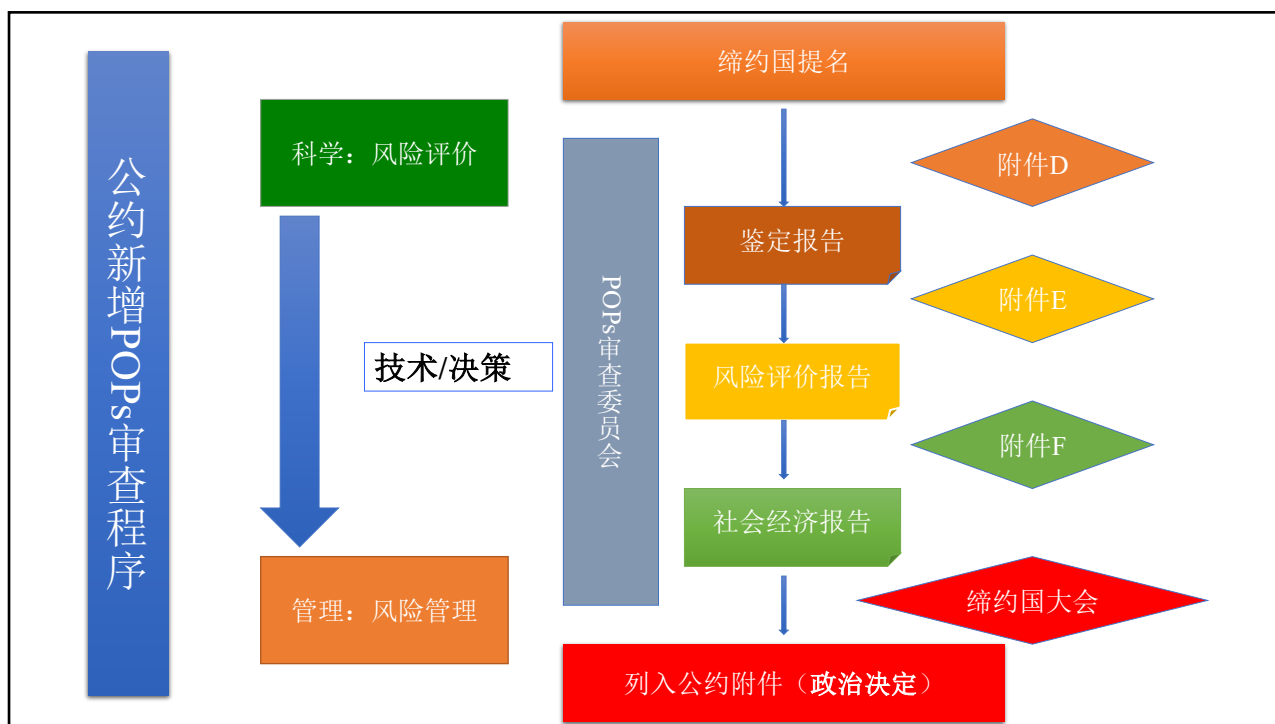 公约新增POPs审查程序
科学：风险评价
技术/决策
管理：风险管理
POPs审查委员会
缔约国提名
附件D
鉴定报告
附件E
风险评价报告
附件F
社会经济报告
缔约国大会
列入公约附件（政治决定）